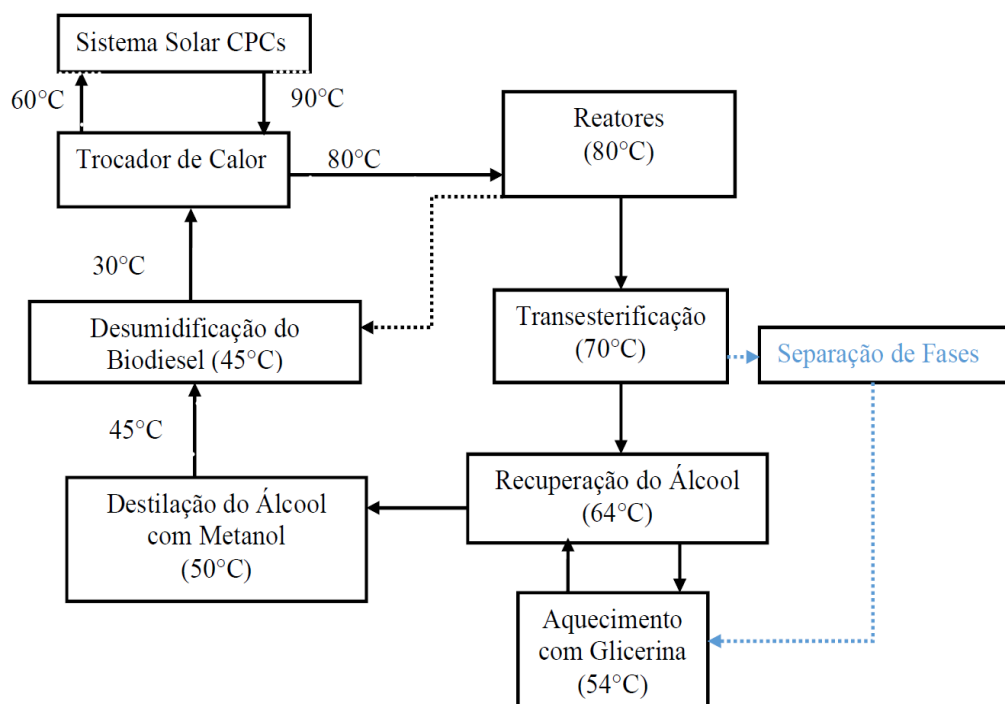 Sistema Solar CPCs
60°C
90°C
Trocador de Calor
80°C
Reatores
(80°C)
30°C
Desumidificação do
Biodiesel (45°C)
Transesterificação
(70°C)
Separação de Fases
45°C
Destilação do Álcool
com Metanol
(50°C)
Recuperação do Álcool
(64°C)
Aquecimento
com Glicerina
(54°C)